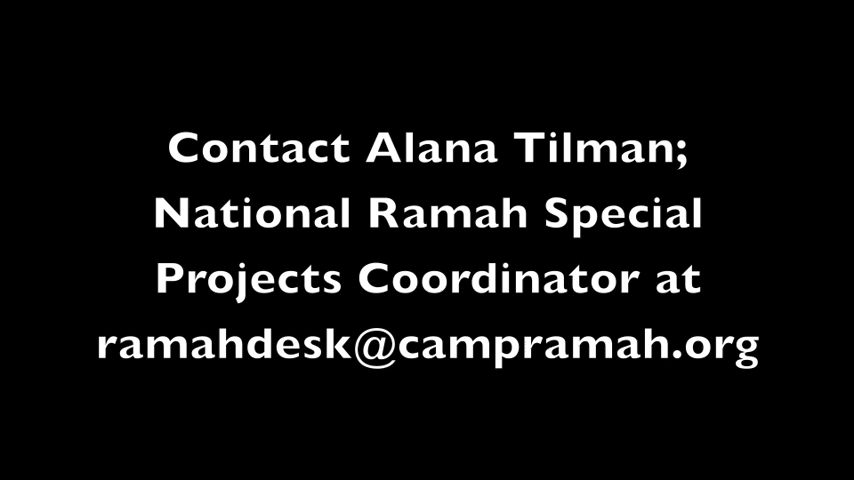 Contact Alana Tilman;
National Ramah Special
Projects Coordinator at
ramahdesk@campramah.org